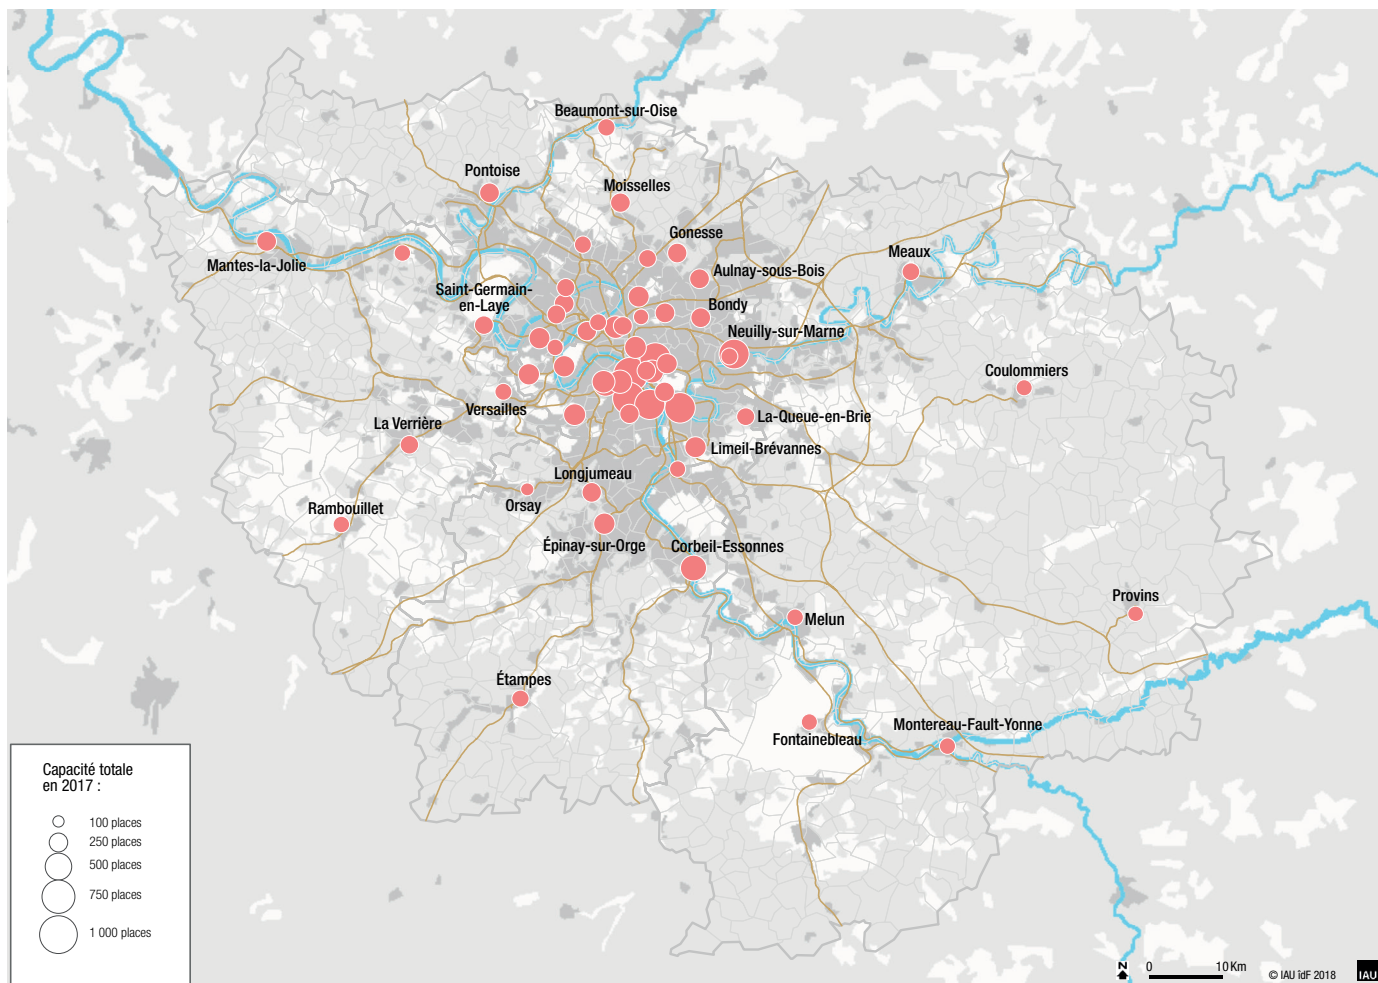 Beaumont-sur-Oise
Pontoise
Moisselles
Gonesse
Mantes-la-Jolie
Meaux
Aulnay-sous-Bois
Saint-Germain-
en-Laye
Bondy
Neuilly-sur-Marne
Coulommiers
Versailles
La-Queue-en-Brie
La Verrière
Limeil-Brévannes
Longjumeau
Orsay
Rambouillet
Épinay-sur-Orge
Corbeil-Essonnes
Provins
Melun
Étampes
Montereau-Fault-Yonne
Fontainebleau
Capacité totale
en 2017 :
100 places
250 places
500 places
750 places
1 000 places
N
0 10 Km
© IAU îdF 2018
IAU